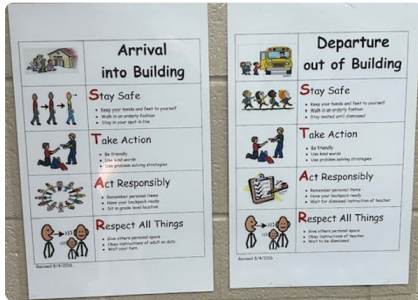 Arrival
into Building
Stay Safe
• Keep your hands and feet to yourself
• Walk in an orderly fashion
• Stay in your spot in line
Take Action
• Be friendly
• Use kind words
• Use problem solving strategies
Act Responsibly
• Remember personal items
• Have your backpack ready
• Sit in grade level location
Respect All Things
• Give others personal space
• Obey instructions of adult on duty
• Wait your turn
Revised 8/4/2016
Departure
out of Building
Stay Safe
• Keep your hands and feet to yourself
• Walk in an orderly fashion
• Stay seated until dismissed
Take Action
• Be friendly
• Use kind words
• Use problem solving strategies
Act Responsibly
• Remember personal items
• Have your backpack ready
• Wait for dismissal instruction of teacher
Respect All Things
• Give others personal space
• Obey instructions of teacher
• Wait to be dismissed
Revised 8/4/2016